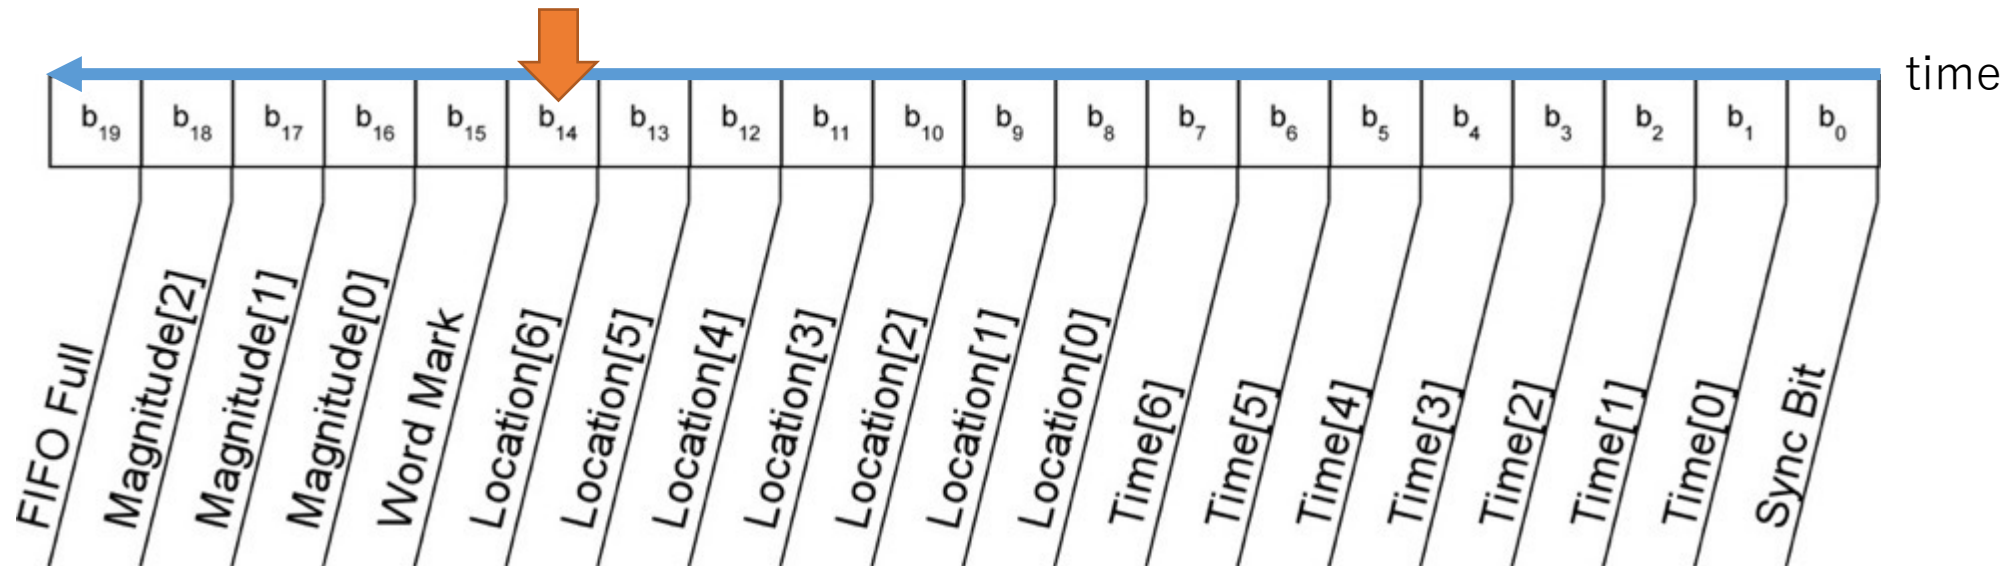 time
b19 b18 b17 b16 b15 b14 b13 b12 b11 b10 b9 b8 b7 b6 b5 b4 b3 b2 b1 b0
FIFO Full
Magnitude[2]
Magnitude[1]
Magnitude[0]
Word Mark
Location[6]
Location[5]
Location[4]
Location[3]
Location[2]
Location[1]
Location[0]
Time[6]
Time[5]
Time[4]
Time[3]
Time[2]
Time[1]
Time[0]
Sync Bit